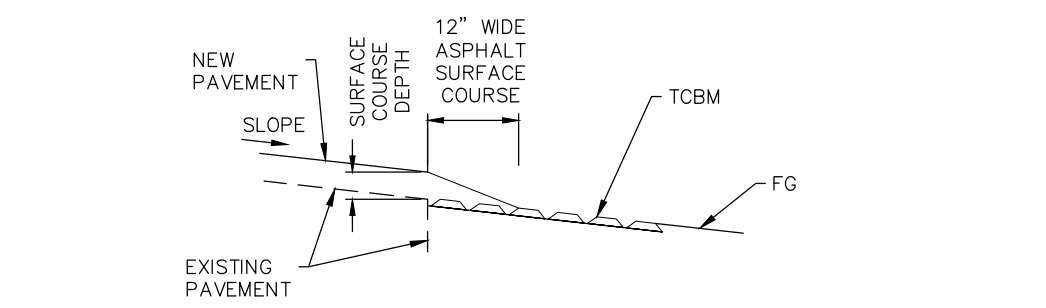 NEW
PAVEMENT
SLOPE
SURFACE
COURSE
DEPTH
12” WIDE
ASPHALT
SURFACE
COURSE
TCBM
FG
EXISTING
PAVEMENT